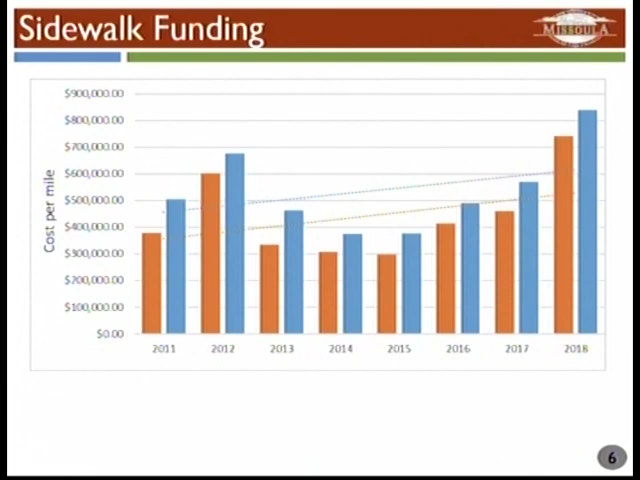 Sidewalk Funding
MISSOULA
$900,000.00
$800,000.00
$700,000.00
$600,000.00
$500,000.00
$400,000.00
$300,000.00
$200,000.00
$100,000.00
$0.00
Cost per mile
2011 2012 2013 2014 2015 2016 2017 2018
6